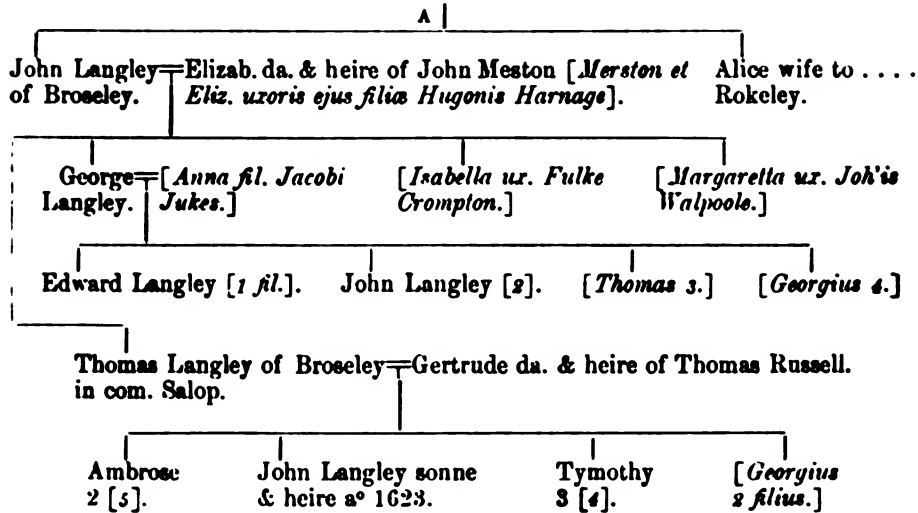 A
John Langley=Elizab. da. & heire of John Meston [Merston et Alice wife to ....
of Broseley. Eliz. uxoris ejus filiæ Hugonis Harnage]. Rokeley.
George=[Anna fil. Jacobi [Isabella ux. Fulke [Margaretta ux. Joh'is
Langley. Jukes.] Crompton.] Walpoole.]
Edward Langley [1 fil.]. John Langley [2]. [Thomas 3.] [Georgius 4.]
Thomas Langley of Broseley=Gertrude da. & heire of Thomas Russell.
in com. Salop.
Ambrose John Langley sonne Tymothy [Georgius
2 [5]. & heire aº 1623. 3 [4]. 2 filius.]